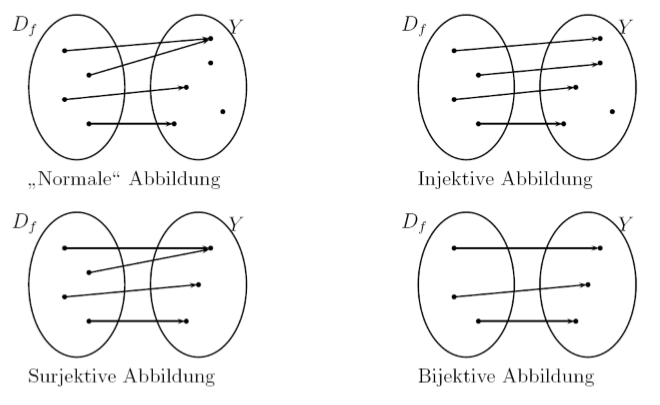 D_f Y D_f Y
„Normale“ Abbildung Injektive Abbildung
D_f Y D_f Y
Surjektive Abbildung Bijektive Abbildung